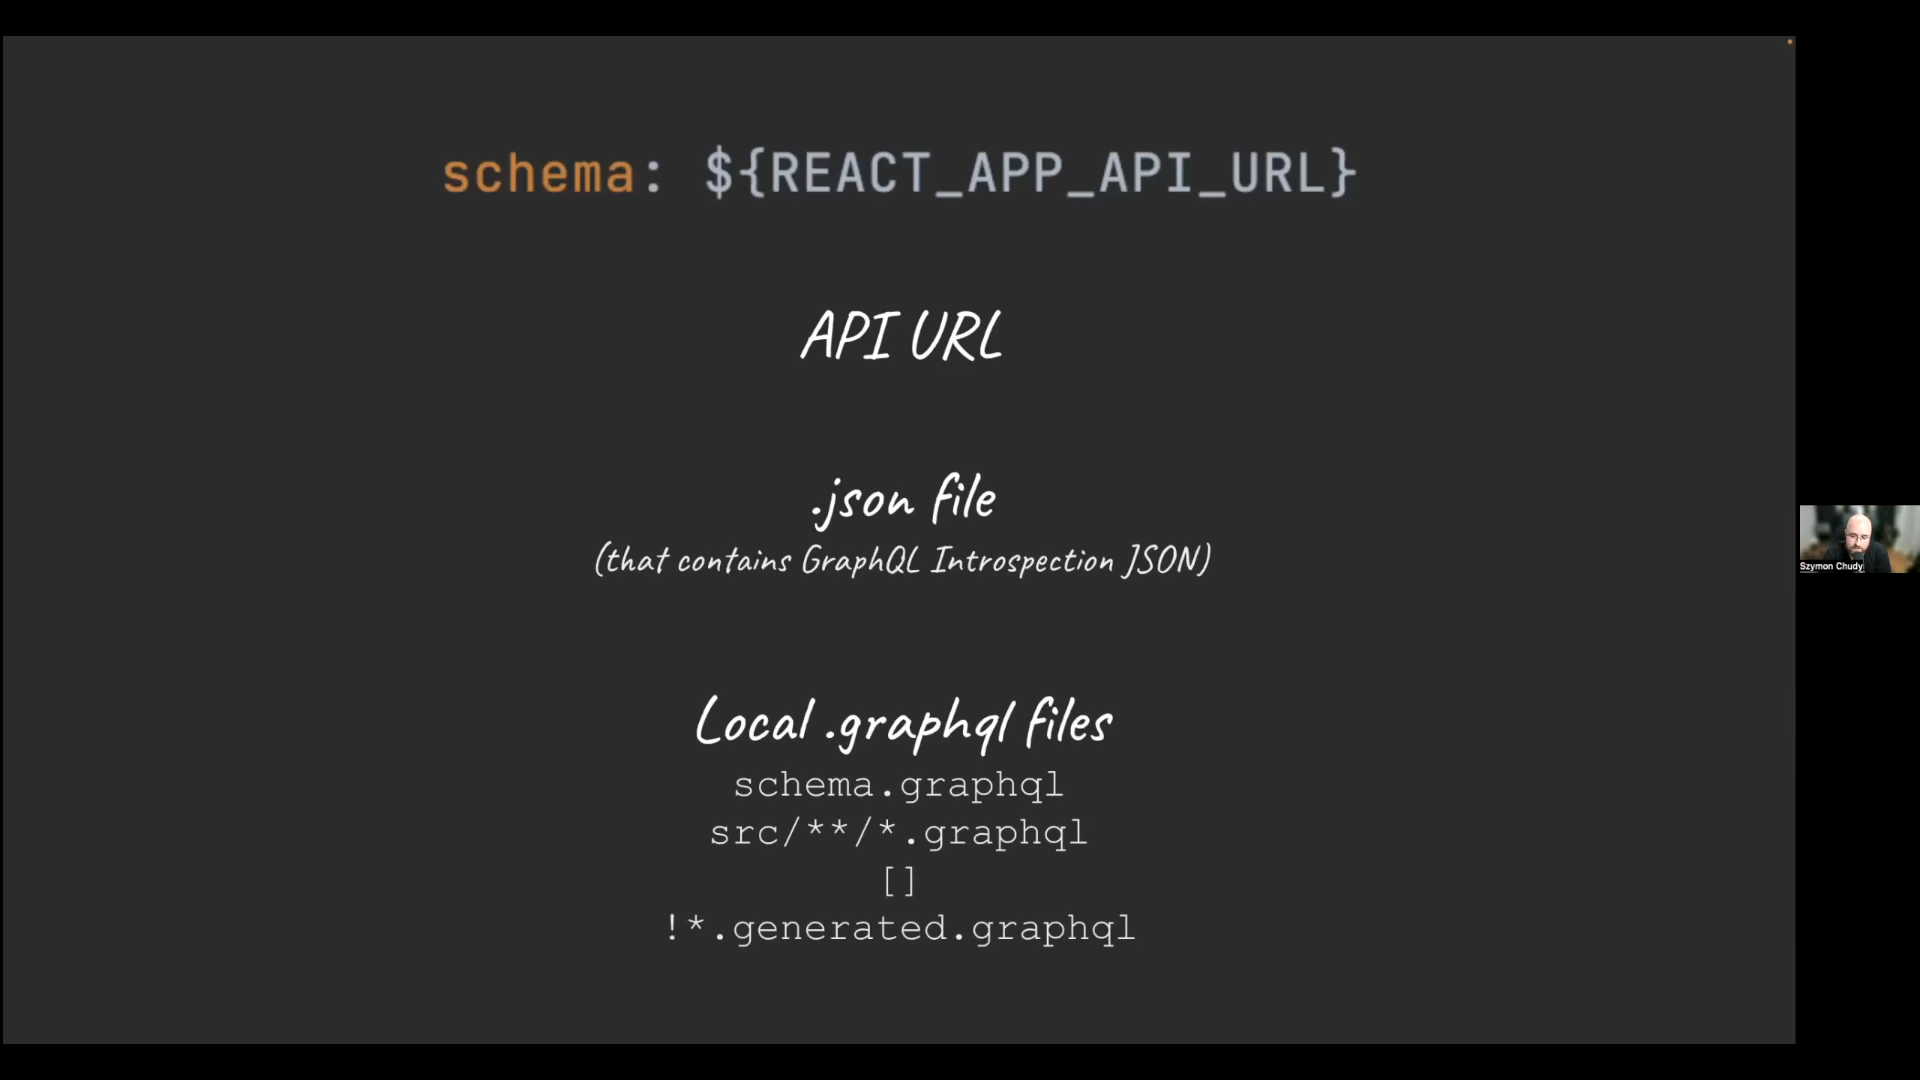 schema: ${REACT_APP_API_URL}
API URL
.json file
(that contains GraphQL Introspection JSON)
Szymon Chudy
Local .graphql files
schema.graphql
src/**/*.graphql
[]
!*.generated.graphql